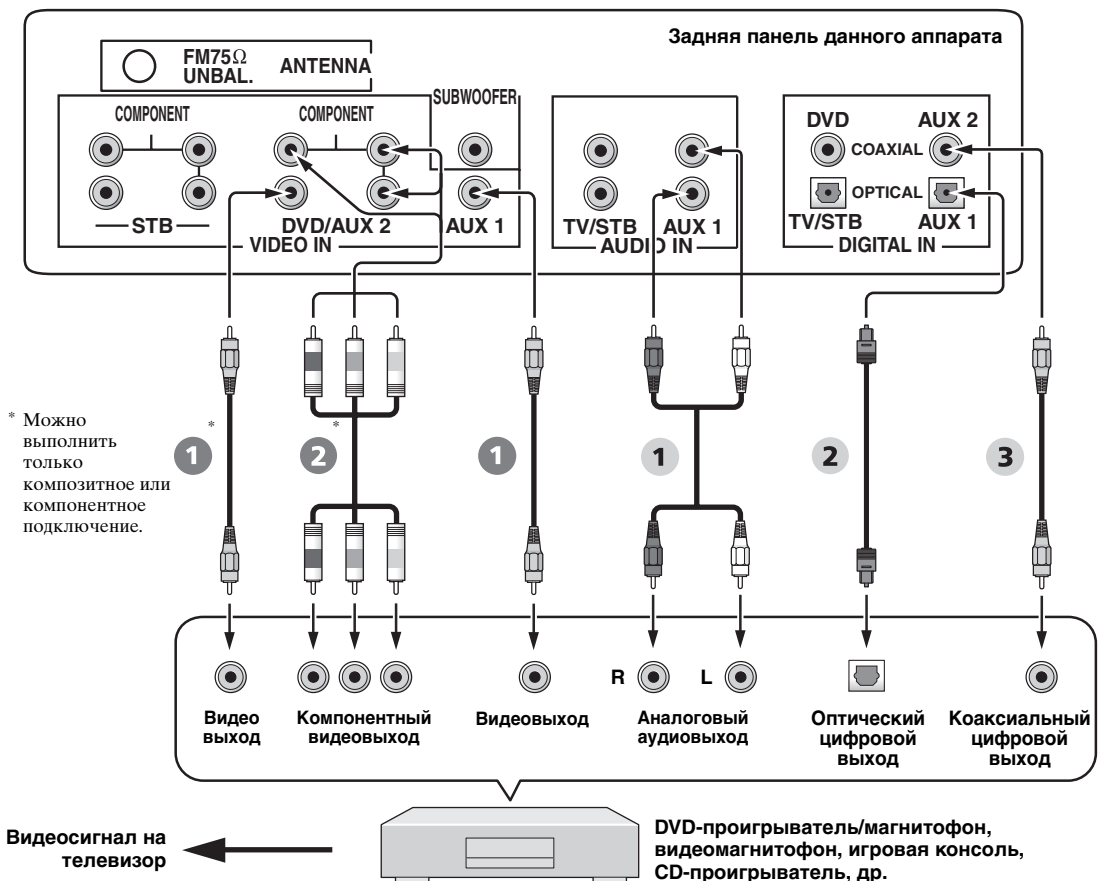 Задняя панель данного аппарата
FM75Ω
UNBAL.
ANTENNA
SUBWOOFER
COMPONENT
COMPONENT
STB
DVD/AUX 2
AUX 1
VIDEO IN
TV/STB
AUX 1
AUDIO IN
DVD
AUX 2
COAXIAL
OPTICAL
TV/STB
AUX 1
DIGITAL IN
* Можно
выполнить
только
композитное или
компонентное
подключение.
1
*
2
*
1
1
2
3
R
L
Видео
выход
Компонентный
видеовыход
Видеовыход
Аналоговый
аудиовыход
Оптический
цифровой
выход
Коаксиальный
цифровой
выход
Видеосигнал на
телевизор
DVD-проигрыватель/магнитофон,
видеомагнитофон, игровая консоль,
CD-проигрыватель, др.